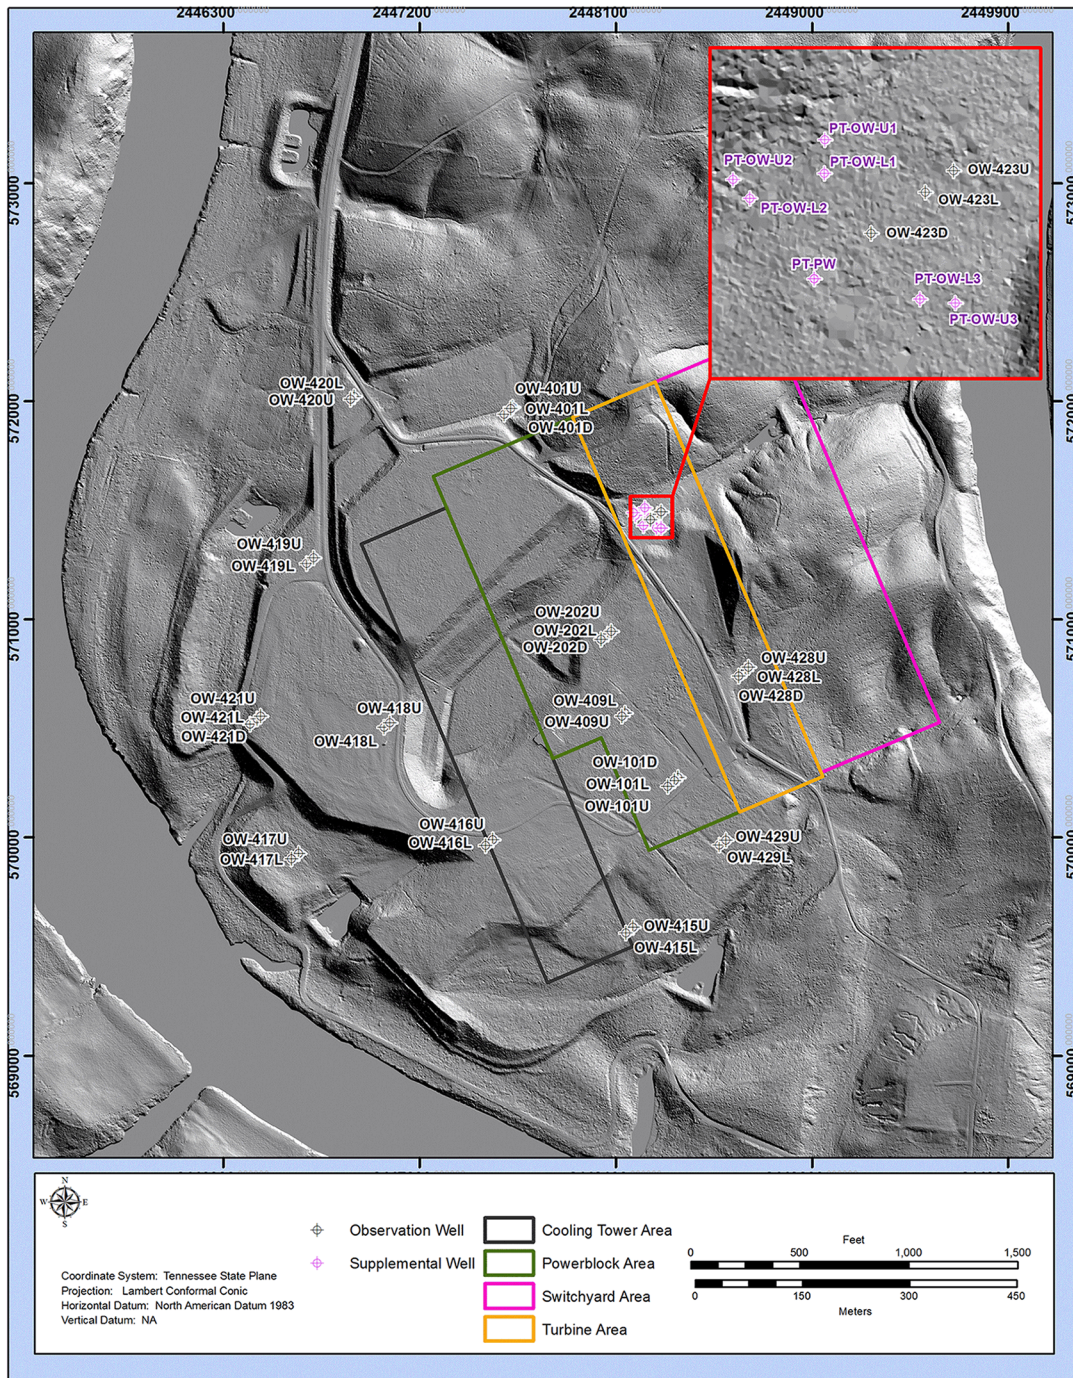 2446300
2447200
2448100
2449000
2449900
573000
572000
571000
570000
569000
573000
572000
571000
570000
569000
PT-OW-U1
PT-OW-U2
PT-OW-L1
OW-423U
OW-423L
PT-OW-L2
OW-423D
PT-PW
PT-OW-L3
PT-OW-U3
OW-420L
OW-420U
OW-401U
OW-401L
OW-401D
OW-419U
OW-419L
OW-202U
OW-202L
OW-202D
OW-428U
OW-428L
OW-428D
OW-421U
OW-421L
OW-421D
OW-418U
OW-418L
OW-409L
OW-409U
OW-101D
OW-101L
OW-101U
OW-416U
OW-416L
OW-417U
OW-417L
OW-429U
OW-429L
OW-415U
OW-415L
N
W E
S
Coordinate System: Tennessee State Plane
Projection: Lambert Conformal Conic
Horizontal Datum: North American Datum 1983
Vertical Datum: NA
Observation Well
Supplemental Well
Cooling Tower Area
Powerblock Area
Switchyard Area
Turbine Area
Feet
0 500 1,000 1,500
0 150 300 450
Meters